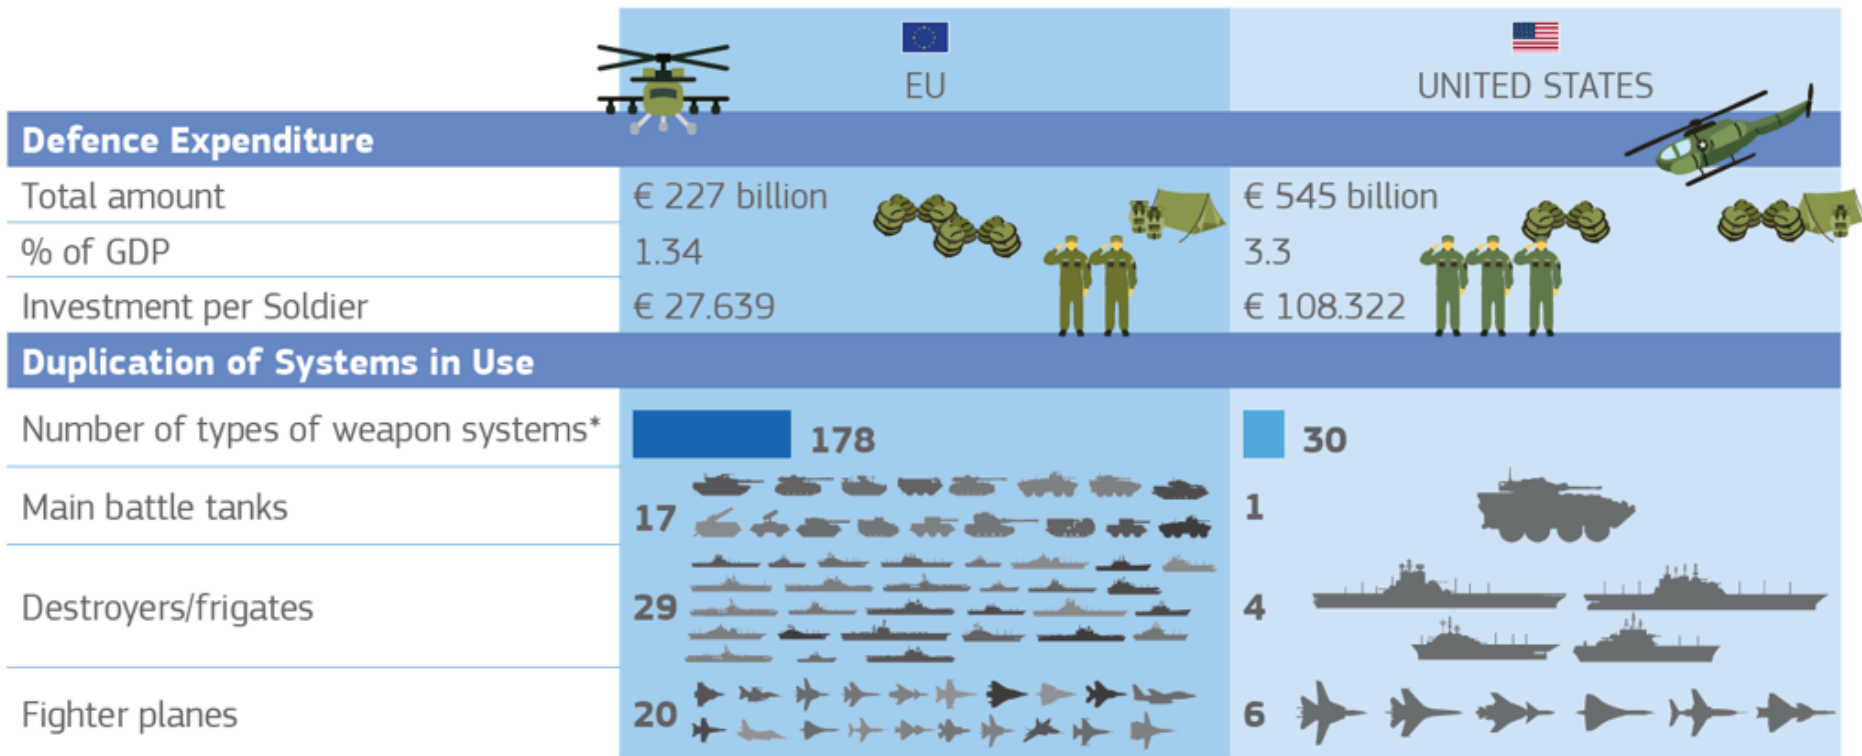 EU
UNITED STATES
Defence Expenditure
Total amount € 227 billion € 545 billion
% of GDP 1.34 3.3
Investment per Soldier € 27.639 € 108.322
Duplication of Systems in Use
Number of types of weapon systems* 178 30
Main battle tanks 17 1
Destroyers/frigates 29 4
Fighter planes 20 6